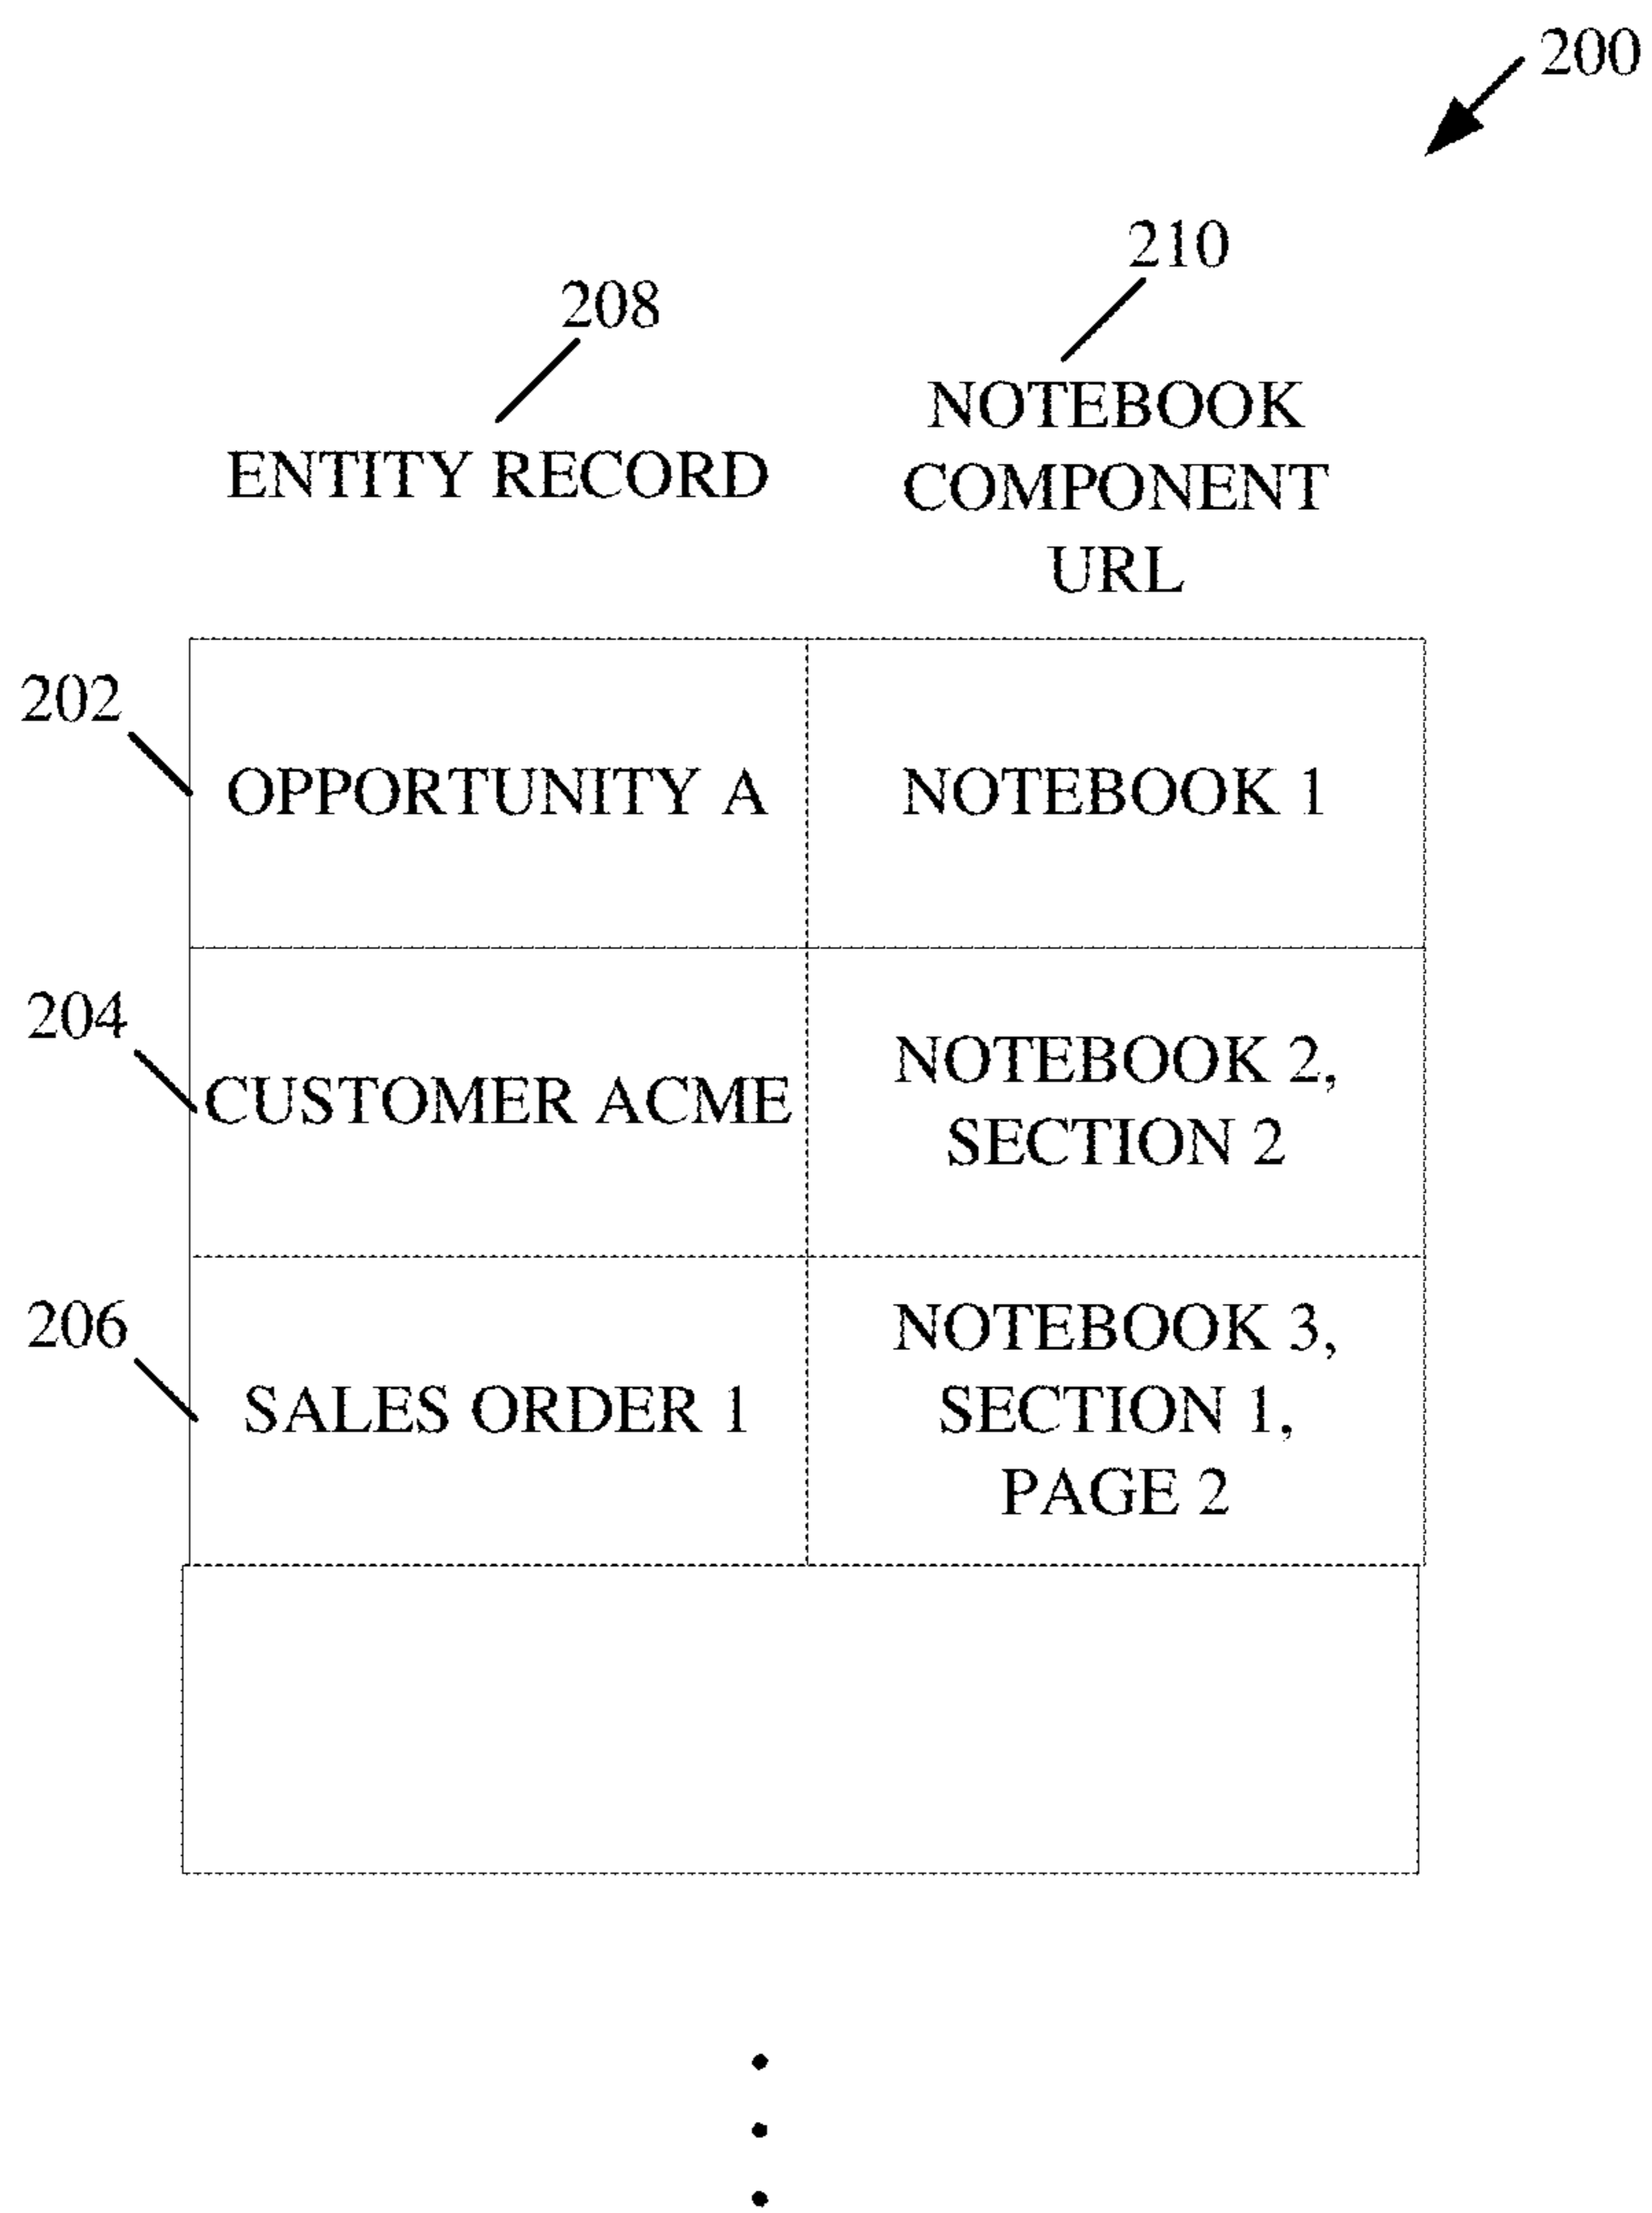 200
210
208
NOTEBOOK
COMPONENT
URL
ENTITY RECORD
202
OPPORTUNITY A
NOTEBOOK 1
204
CUSTOMER ACME
NOTEBOOK 2,
SECTION 2
206
SALES ORDER 1
NOTEBOOK 3,
SECTION 1,
PAGE 2